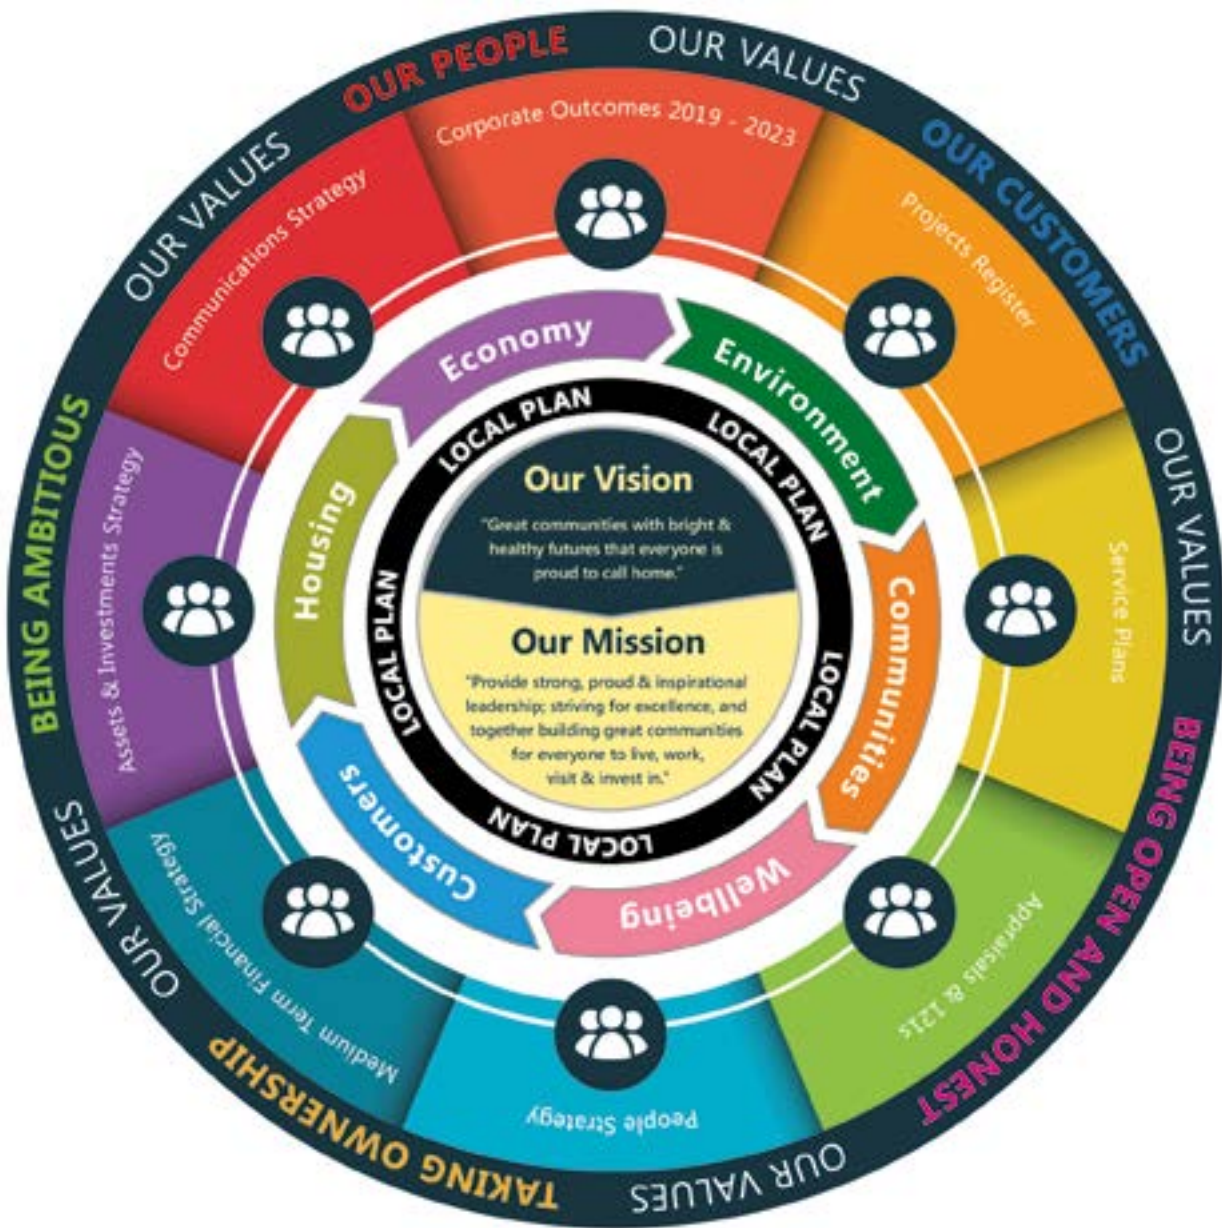 OUR PEOPLE
OUR VALUES
OUR CUSTOMERS
OUR VALUES
BEING OPEN AND HONEST
OUR VALUES
TAKING OWNERSHIP
OUR VALUES
BEING AMBITIOUS
OUR VALUES
Corporate Outcomes 2019 - 2023
Projects Register
Service Plans
Appraisals & 121s
People Strategy
Medium Term Financial Strategy
Assets & Investments Strategy
Communications Strategy
Economy
Environment
Communities
Wellbeing
Customers
Housing
LOCAL PLAN
LOCAL PLAN
LOCAL PLAN
LOCAL PLAN
LOCAL PLAN
Our Vision
"Great communities with bright &
healthy futures that everyone is
proud to call home."
Our Mission
"Provide strong, proud & inspirational
leadership; striving for excellence, and
together building great communities
for everyone to live, work,
visit & invest in."